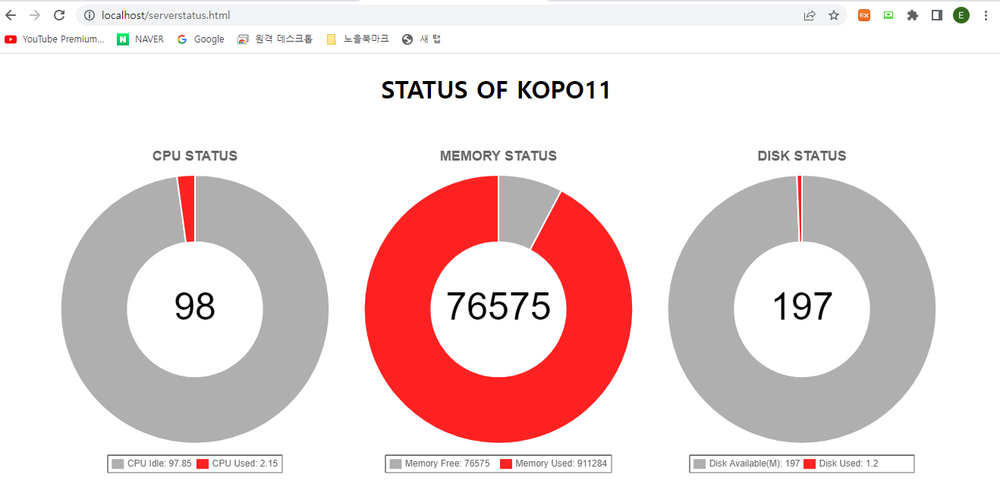 localhost/serverstatus.html
EX
E
YouTube Premium...
N NAVER
G Google
원격 데스크톱
노을북마크
새 탭
STATUS OF KOPO11
CPU STATUS
MEMORY STATUS
DISK STATUS
98
76575
197
CPU Idle: 97.85 CPU Used: 2.15
Memory Free: 76575 Memory Used: 911284
Disk Available(M): 197 Disk Used: 1.2